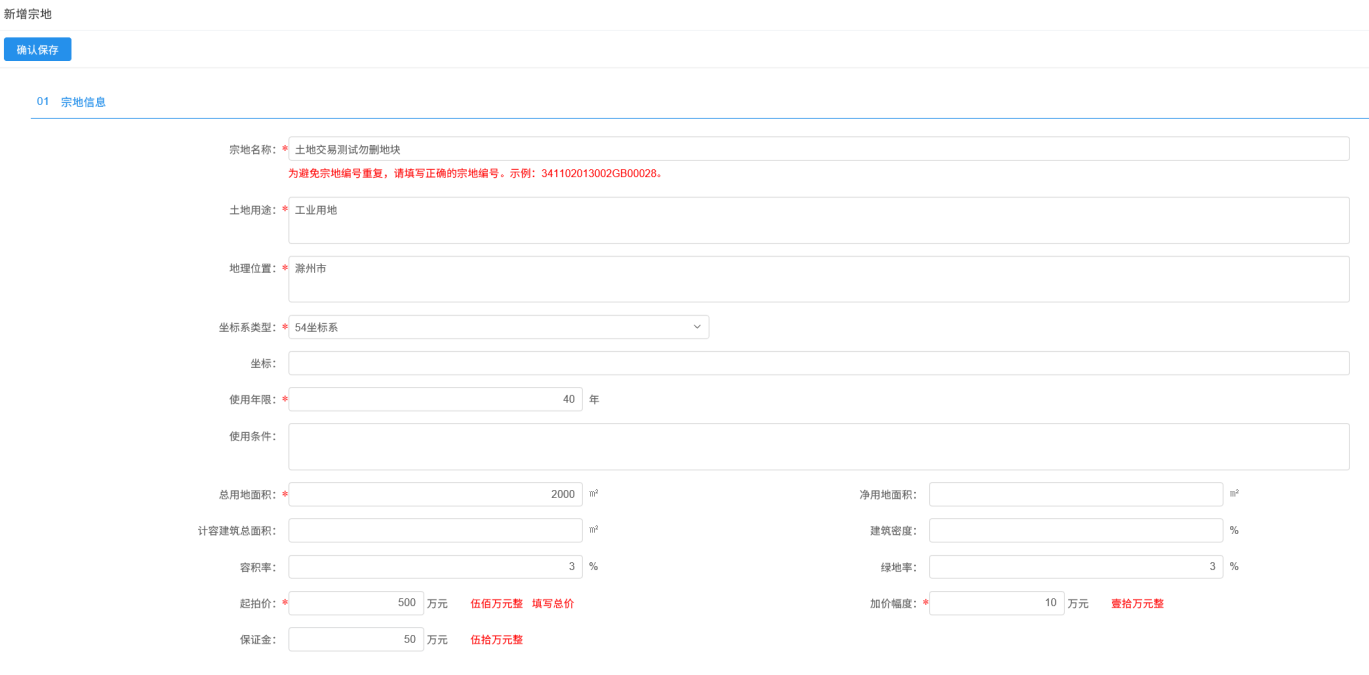 新增宗地
确认保存
01 宗地信息
宗地名称：* 土地交易测试勿删地块
为避免宗地编号重复，请填写正确的宗地编号。示例：341102013002GB00028。
土地用途：* 工业用地
地理位置：* 滁州市
坐标系类型：* 54坐标系
坐标：
使用年限：* 40 年
使用条件：
总用地面积：* 2000 ㎡ 净用地面积： ㎡
计容建筑总面积： ㎡ 建筑密度： %
容积率： 3 % 绿地率： 3 %
起拍价：* 500 万元 伍佰万元整 填写总价 加价幅度：* 10 万元 壹拾万元整
保证金： 50 万元 伍拾万元整